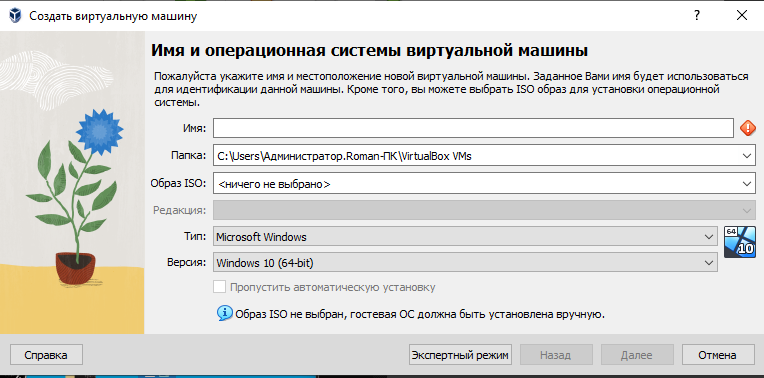 Создать виртуальную машину
Имя и операционная системы виртуальной машины
Пожалуйста укажите имя и местоположение новой виртуальной машины. Заданное Вами имя будет использоваться
для идентификации данной машины. Кроме того, вы можете выбрать ISO образ для установки операционной
системы.
Имя:
Папка: C:\Users\Администратор.Roman-ПК\VirtualBox VMs
Образ ISO: <ничего не выбрано>
Редакция:
Тип: Microsoft Windows 64
Версия: Windows 10 (64-bit) 10
Пропустить автоматическую установку
Образ ISO не выбран, гостевая ОС должна быть установлена вручную.
Справка Экспертный режим Назад Далее Отмена